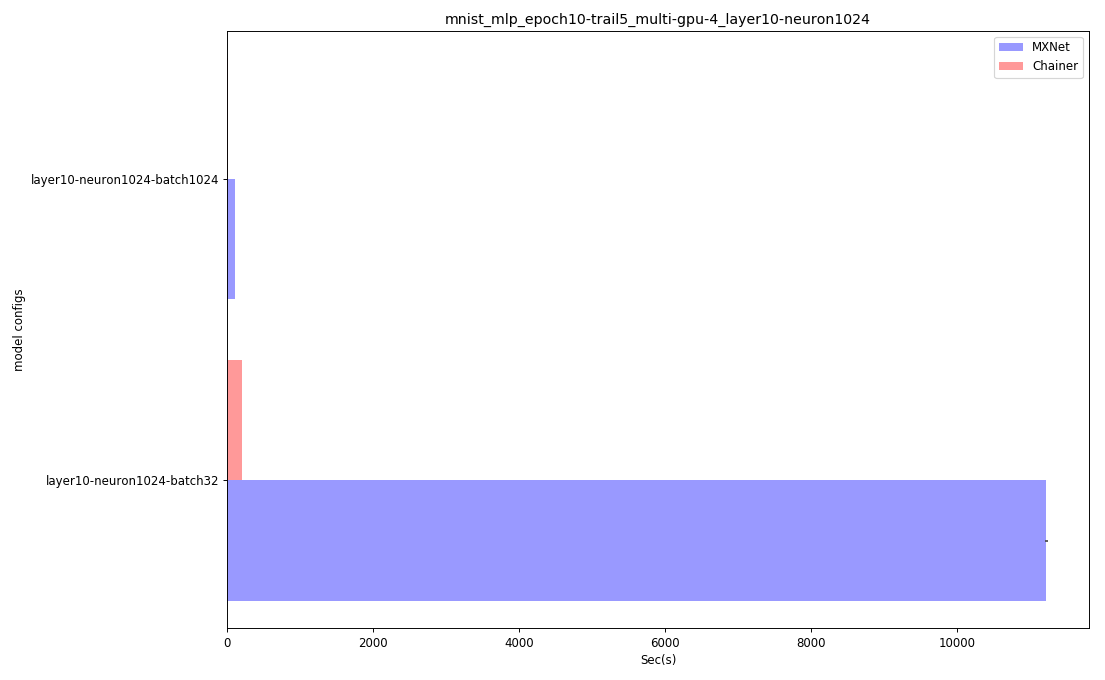 mnist_mlp_epoch10-trail5_multi-gpu-4_layer10-neuron1024
MXNet
Chainer
layer10-neuron1024-batch1024
model configs
layer10-neuron1024-batch32
0 2000 4000 6000 8000 10000
Sec(s)